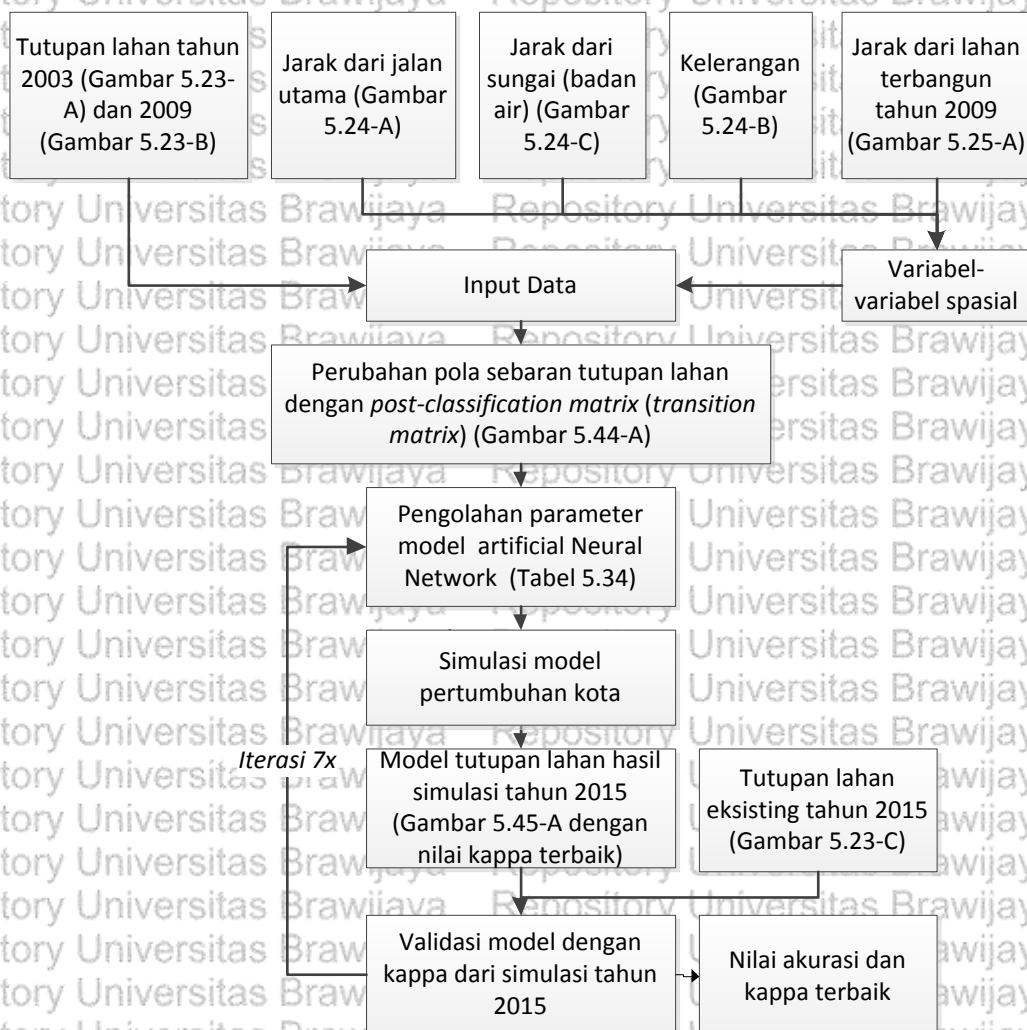 Tutupan lahan tahun
2003 (Gambar 5.23-
A) dan 2009
(Gambar 5.23-B)
Jarak dari jalan
utama (Gambar
5.24-A)
Jarak dari
sungai (badan
air) (Gambar
5.24-C)
Kelerangan
(Gambar
5.24-B)
Jarak dari lahan
terbangun
tahun 2009
(Gambar 5.25-A)
Input Data
Variabel-
variabel spasial
Perubahan pola sebaran tutupan lahan
dengan post-classification matrix (transition
matrix) (Gambar 5.44-A)
Pengolahan parameter
model artificial Neural
Network (Tabel 5.34)
Simulasi model
pertumbuhan kota
Iterasi 7x
Model tutupan lahan hasil
simulasi tahun 2015
(Gambar 5.45-A dengan
nilai kappa terbaik)
Tutupan lahan
eksisting tahun 2015
(Gambar 5.23-C)
Validasi model dengan
kappa dari simulasi tahun
2015
Nilai akurasi dan
kappa terbaik